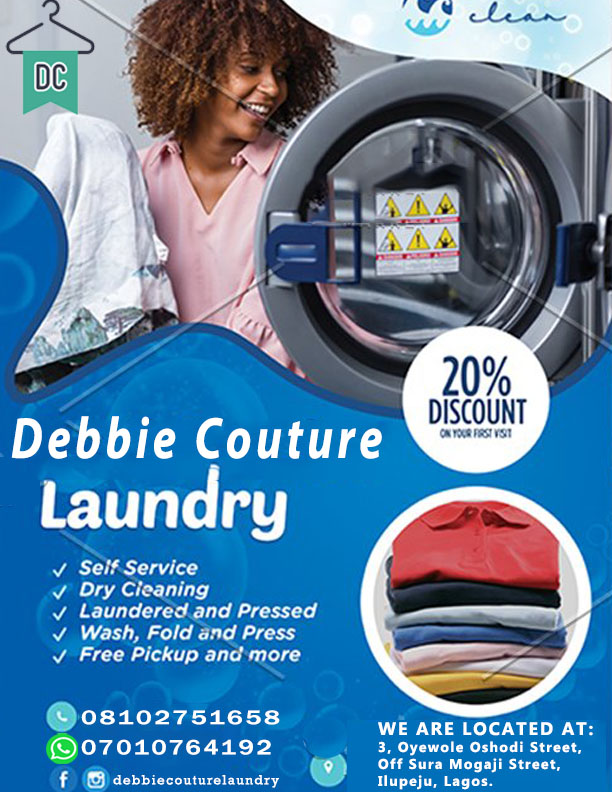 clean
DC
20%
DISCOUNT
ON YOUR FIRST VISIT
Debbie Couture
Laundry
Self Service
Dry Cleaning
Laundered and Pressed
Wash, Fold and Press
Free Pickup and more
08102751658
07010764192
debbiecouturelaundry
WE ARE LOCATED AT:
3, Oyewole Oshodi Street,
Off Sura Mogaji Street,
Ilupeju, Lagos.